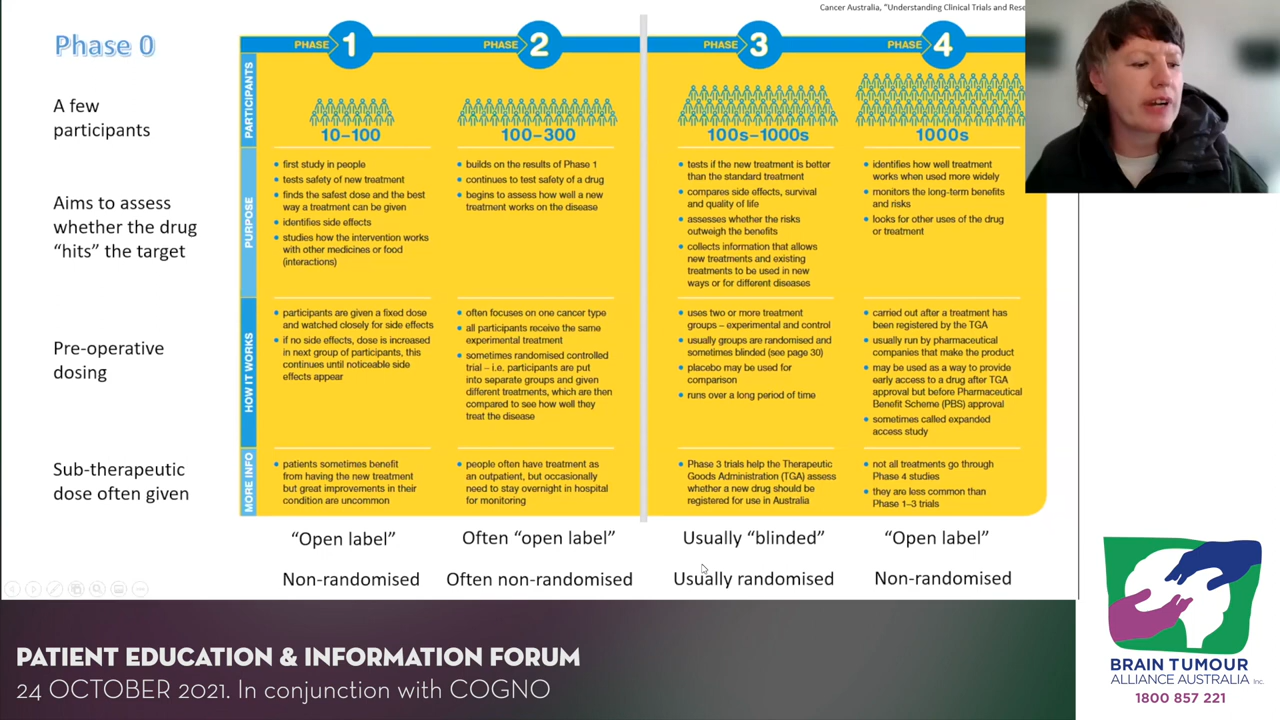 Cancer Australia, "Understanding Clinical Trials and
Phase 0
A few
participants
Aims to assess
whether the drug
"hits" the target
Pre-operative
dosing
Sub-therapeutic
dose often given
PARTICIPANTS
PURPOSE
HOW IT WORKS
MORE INFO
PHASE 1
10–100
• first study in people
• tests safety of new treatment
• finds the safest dose and the best
way a treatment can be given
• identifies side effects
• studies how the intervention works
with other medicines or food
(interactions)
• participants are given a fixed dose
and watched closely for side effects
• if no side effects, dose is increased
in next group of participants, this
continues until noticeable side
effects appear
• patients sometimes benefit
from having the new treatment
but great improvements in their
condition are uncommon
"Open label"
Non-randomised
PHASE 2
100–300
• builds on the results of Phase 1
• continues to test safety of a drug
• begins to assess how well a new
treatment works on the disease
• often focuses on one cancer type
• all participants receive the same
experimental treatment
• sometimes randomised controlled
trial – i.e. participants are put
into separate groups and given
different treatments, which are then
compared to see how well they
treat the disease
• people often have treatment as
an outpatient, but occasionally
need to stay overnight in hospital
for monitoring
Often "open label"
Often non-randomised
PHASE 3
100s–1000s
• tests if the new treatment is better
than the standard treatment
• compares side effects, survival
and quality of life
• assesses whether the risks
outweigh the benefits
• collects information that allows
new treatments and existing
treatments to be used in new
ways or for different diseases
• uses two or more treatment
groups – experimental and control
• usually groups are randomised and
sometimes blinded (see page 30)
• placebo may be used for
comparison
• runs over a long period of time
• Phase 3 trials help the Therapeutic
Goods Administration (TGA) assess
whether a new drug should be
registered for use in Australia
Usually "blinded"
Usually randomised
PHASE 4
1000s
• identifies how well treatment
works when used more widely
• monitors the long-term benefits
and risks
• looks for other uses of the drug
or treatment
• carried out after a treatment has
been registered by the TGA
• usually run by pharmaceutical
companies that make the product
• may be used as a way to provide
early access to a drug after TGA
approval but before Pharmaceutical
Benefit Scheme (PBS) approval
• sometimes called expanded
access study
• not all treatments go through
Phase 4 studies
• they are less common than
Phase 1–3 trials
"Open label"
Non-randomised
PATIENT EDUCATION & INFORMATION FORUM
24 OCTOBER 2021. In conjunction with COGNO
BRAIN TUMOUR
ALLIANCE AUSTRALIA Inc.
1800 857 221